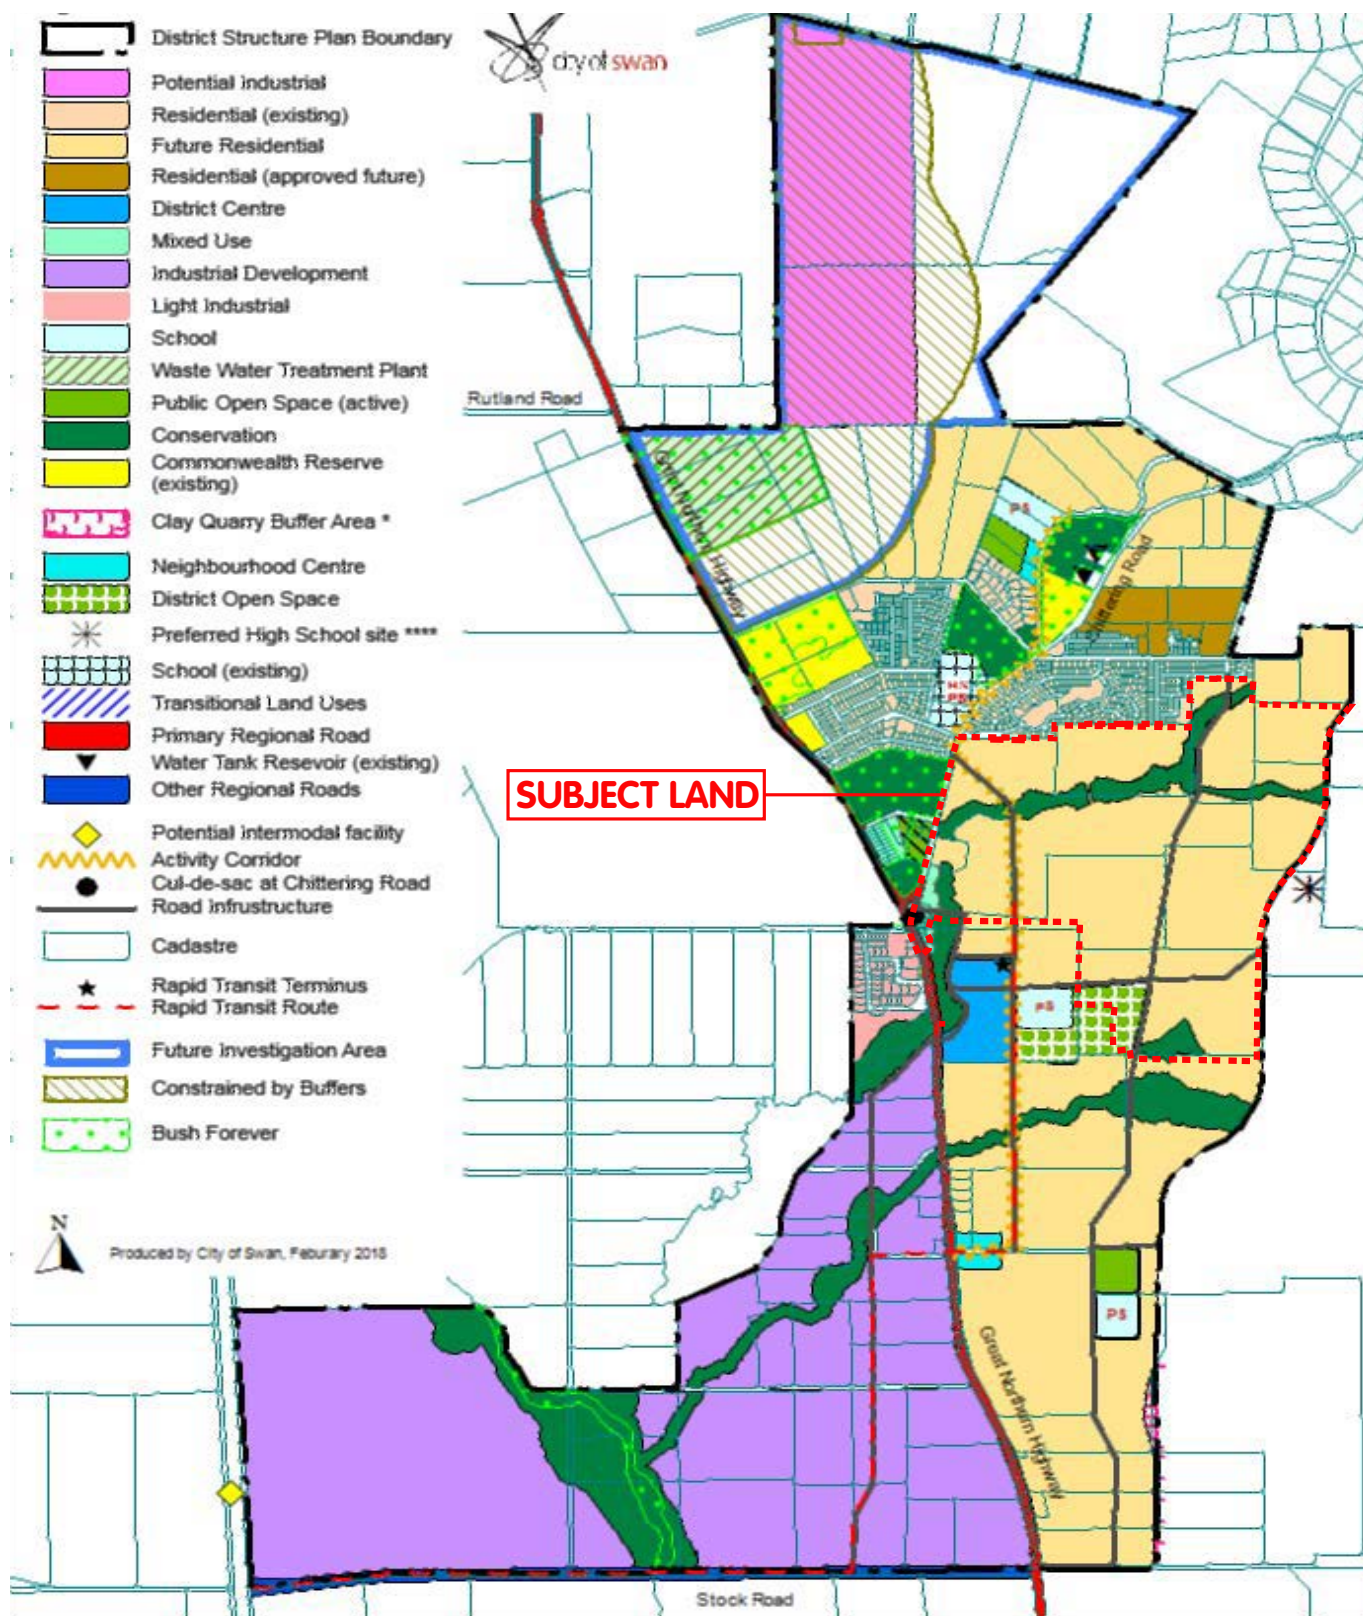 District Structure Plan Boundary
city of swan
Potential Industrial
Residential (existing)
Future Residential
Residential (approved future)
District Centre
Mixed Use
Industrial Development
Light Industrial
School
Waste Water Treatment Plant
Public Open Space (active)
Conservation
Commonwealth Reserve
(existing)
Clay Quarry Buffer Area *
Neighbourhood Centre
District Open Space
Preferred High School site ****
School (existing)
Transitional Land Uses
Primary Regional Road
Water Tank Resevoir (existing)
Other Regional Roads
Potential Intermodal facility
Activity Corridor
Cul-de-sac at Chittering Road
Road Infrustructure
Cadastre
Rapid Transit Terminus
Rapid Transit Route
Future Investigation Area
Constrained by Buffers
Bush Forever
N
Produced by City of Swan, Feburary 2018
Rutland Road
Great Northern Highway
PS
Chittering Road
PS
SUBJECT LAND
PS
PS
Great Northern Highway
Stock Road